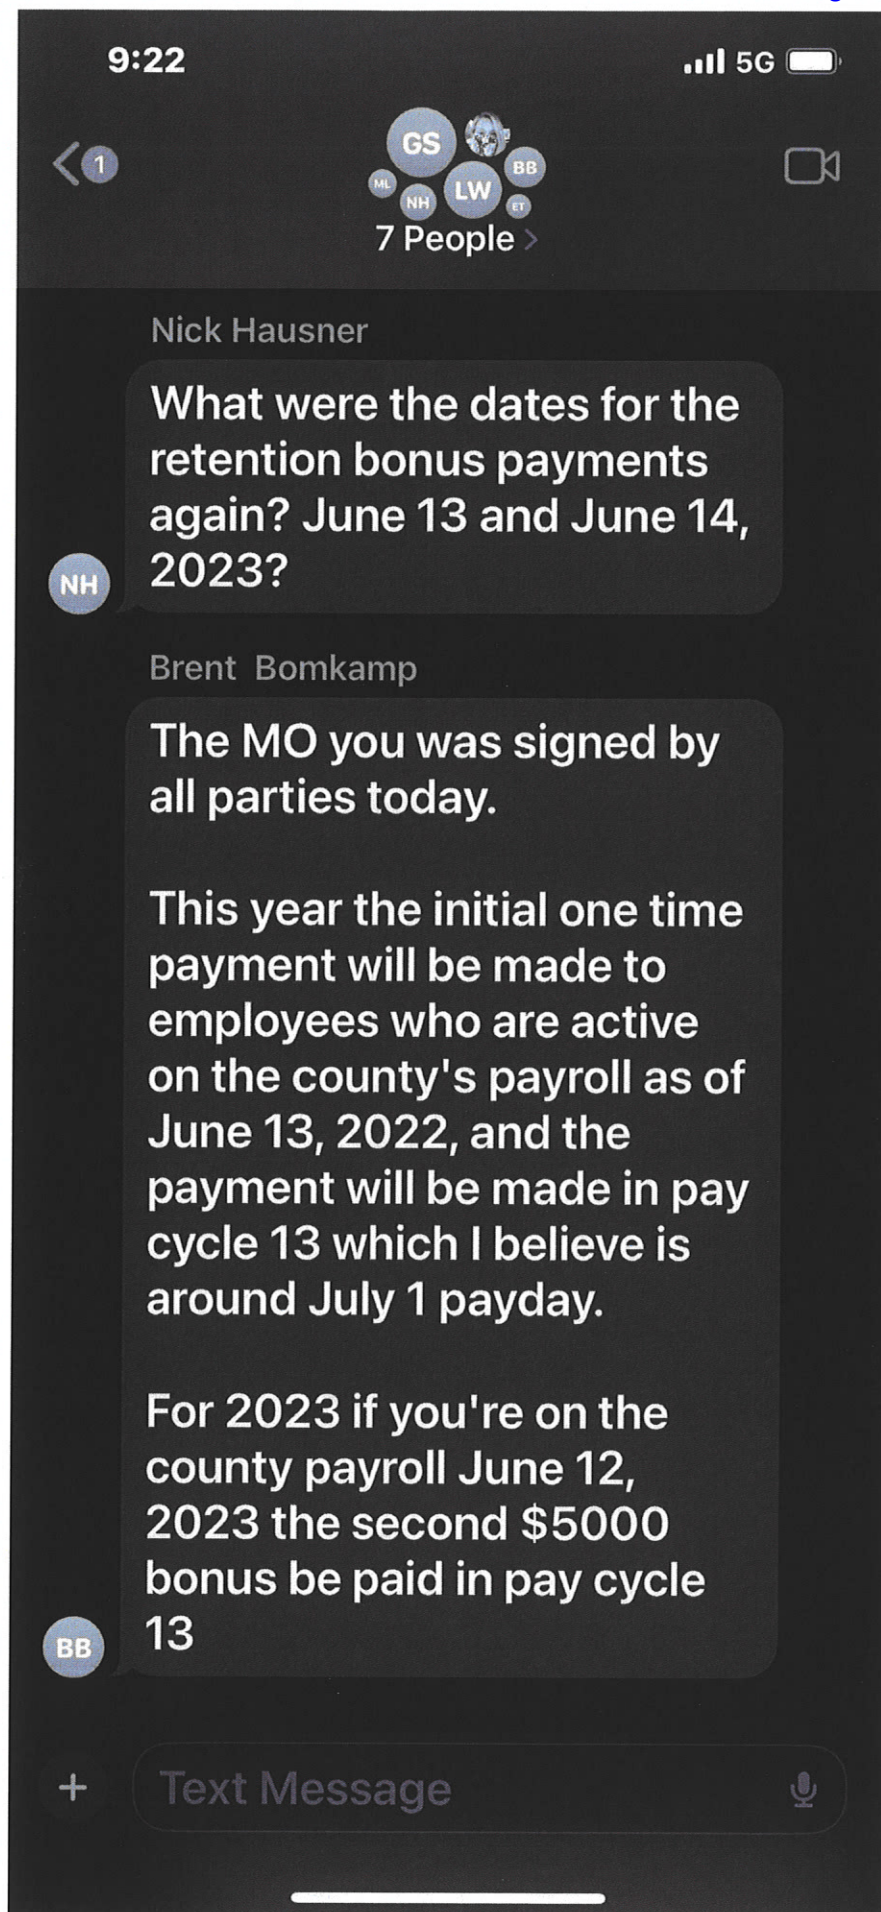 9:22
5G
1
GS
BB
ML
NH
LW
ET
7 People >
Nick Hausner
What were the dates for the
retention bonus payments
again? June 13 and June 14,
2023?
NH
Brent Bomkamp
The MO you was signed by
all parties today.
This year the initial one time
payment will be made to
employees who are active
on the county's payroll as of
June 13, 2022, and the
payment will be made in pay
cycle 13 which I believe is
around July 1 payday.
For 2023 if you're on the
county payroll June 12,
2023 the second $5000
bonus be paid in pay cycle
13
BB
+
Text Message